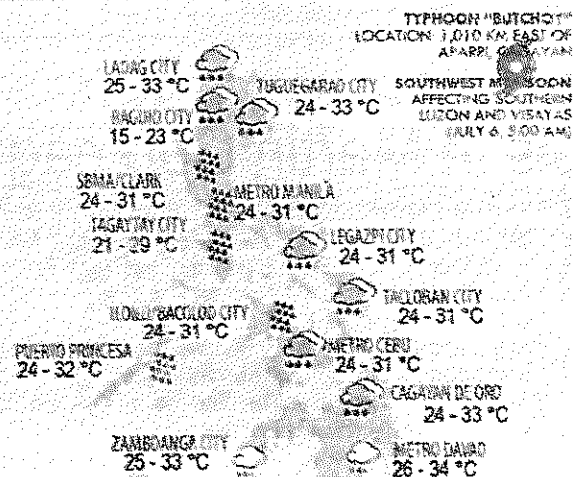 TYPHOON "BUTCHOY"
LOCATION: 1,010 KM EAST OF
APARRI, CAGAYAN
LAOAG CITY
25 - 33 °C
TUGUEGARAO CITY
24 - 33 °C
SOUTHWEST MONSOON
AFFECTING SOUTHERN
LUZON AND VISAYAS
(JULY 6, 5:00 AM)
BAGUIO CITY
15 - 23 °C
SBMA/CLARK
24 - 31 °C
METRO MANILA
24 - 31 °C
TAGAYTAY CITY
21 - 29 °C
LEGAZPI CITY
24 - 31 °C
TACLOBAN CITY
24 - 31 °C
ILOILO/BACOLOD CITY
24 - 31 °C
PUERTO PRINCESA
24 - 32 °C
METRO CEBU
24 - 31 °C
CAGAYAN DE ORO
24 - 33 °C
ZAMBOANGA CITY
25 - 33 °C
METRO DAVAO
26 - 34 °C